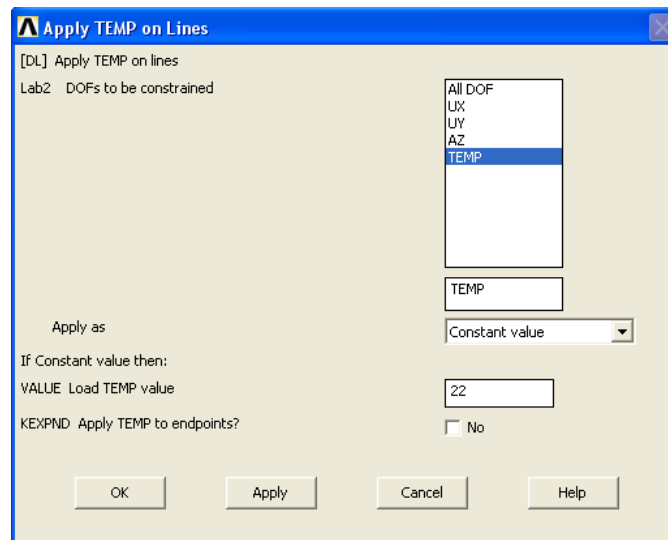 Apply TEMP on Lines
[DL] Apply TEMP on lines
Lab2 DOFs to be constrained
All DOF
UX
UY
AZ
TEMP
TEMP
Apply as
Constant value
If Constant value then:
VALUE Load TEMP value
22
KEXPND Apply TEMP to endpoints?
No
OK
Apply
Cancel
Help